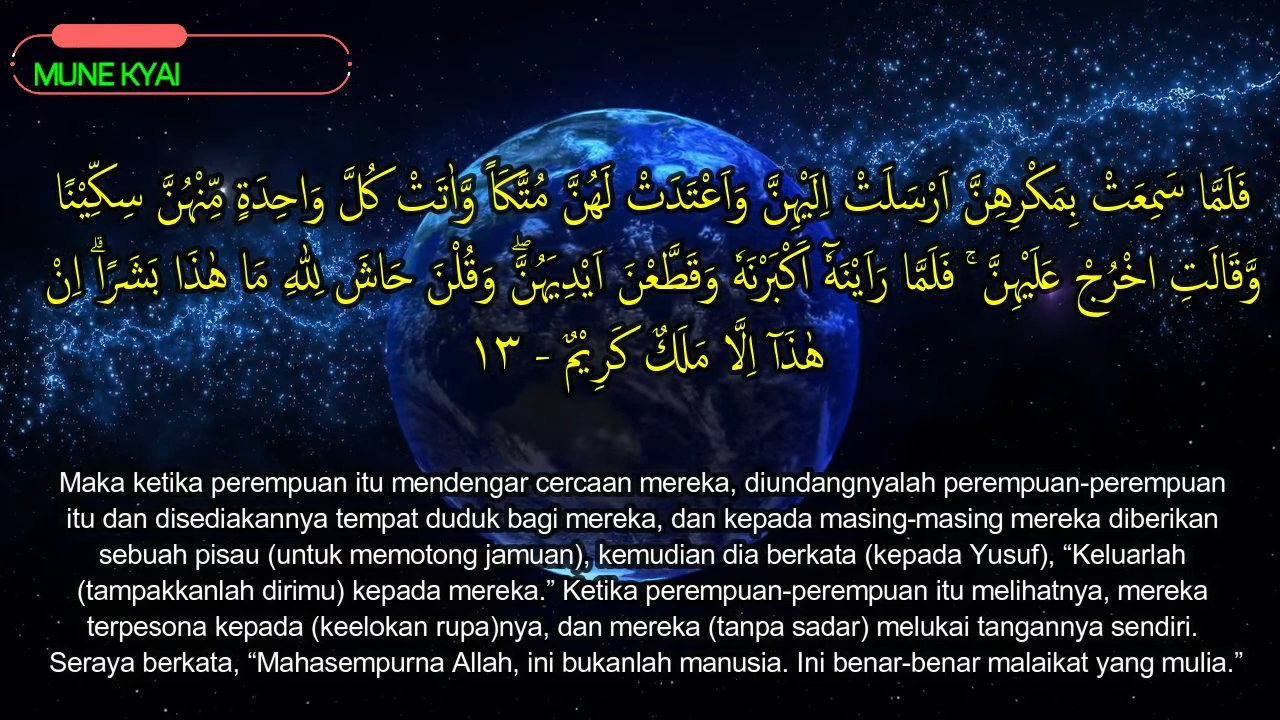 MUNE KYAI
فَلَمَّا سَمِعَتْ بِمَكْرِهِنَّ اَرْسَلَتْ اِلَيْهِنَّ وَاَعْتَدَتْ لَهُنَّ مُتَّكَاً وَّاٰتَتْ كُلَّ وَاحِدَةٍ مِّنْهُنَّ سِكِّيْنًا
وَّقَالَتِ اخْرُجْ عَلَيْهِنَّ ۚ فَلَمَّا رَاَيْنَهٗٓ اَكْبَرْنَهٗ وَقَطَّعْنَ اَيْدِيَهُنَّۖ وَقُلْنَ حَاشَ لِلّٰهِ مَا هٰذَا بَشَرًاۗ اِنْ
هٰذَآ اِلَّا مَلَكٌ كَرِيْمٌ - ١٣
Maka ketika perempuan itu mendengar cercaan mereka, diundangnyalah perempuan-perempuan
itu dan disediakannya tempat duduk bagi mereka, dan kepada masing-masing mereka diberikan
sebuah pisau (untuk memotong jamuan), kemudian dia berkata (kepada Yusuf), “Keluarlah
(tampakkanlah dirimu) kepada mereka.” Ketika perempuan-perempuan itu melihatnya, mereka
terpesona kepada (keelokan rupa)nya, dan mereka (tanpa sadar) melukai tangannya sendiri.
Seraya berkata, “Mahasempurna Allah, ini bukanlah manusia. Ini benar-benar malaikat yang mulia.”